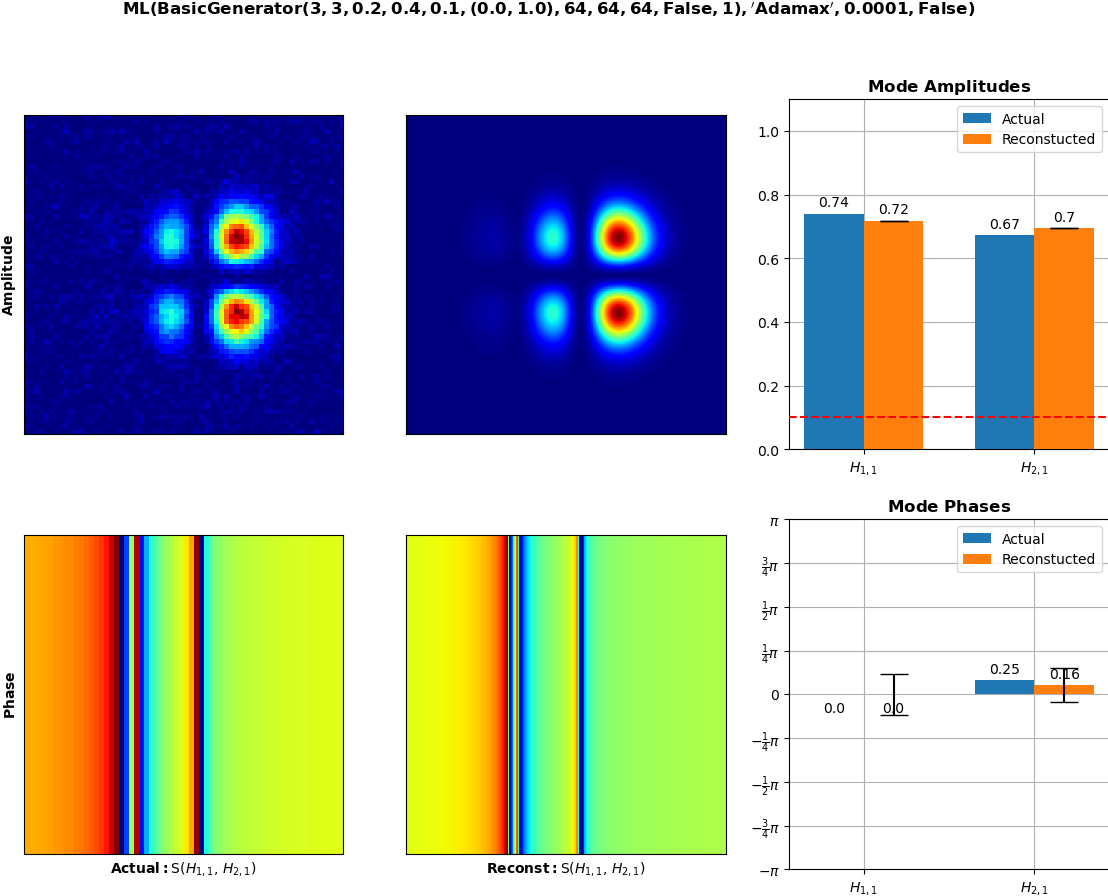 ML(BasicGenerator(3, 3, 0.2, 0.4, 0.1, (0.0, 1.0), 64, 64, 64, False, 1), ′Adamax′, 0.0001, False)
Amplitude
Mode Amplitudes
Actual
Reconstucted
1.0
0.8
0.6
0.4
0.2
0.0
0.74
0.72
0.67
0.7
H1, 1
H2, 1
Phase
Actual: S(H1, 1, H2, 1)
Reconst: S(H1, 1, H2, 1)
Mode Phases
Actual
Reconstucted
π
3/4π
1/2π
1/4π
0
−1/4π
−1/2π
−3/4π
−π
0.0
0.0
0.25
0.16
H1, 1
H2, 1